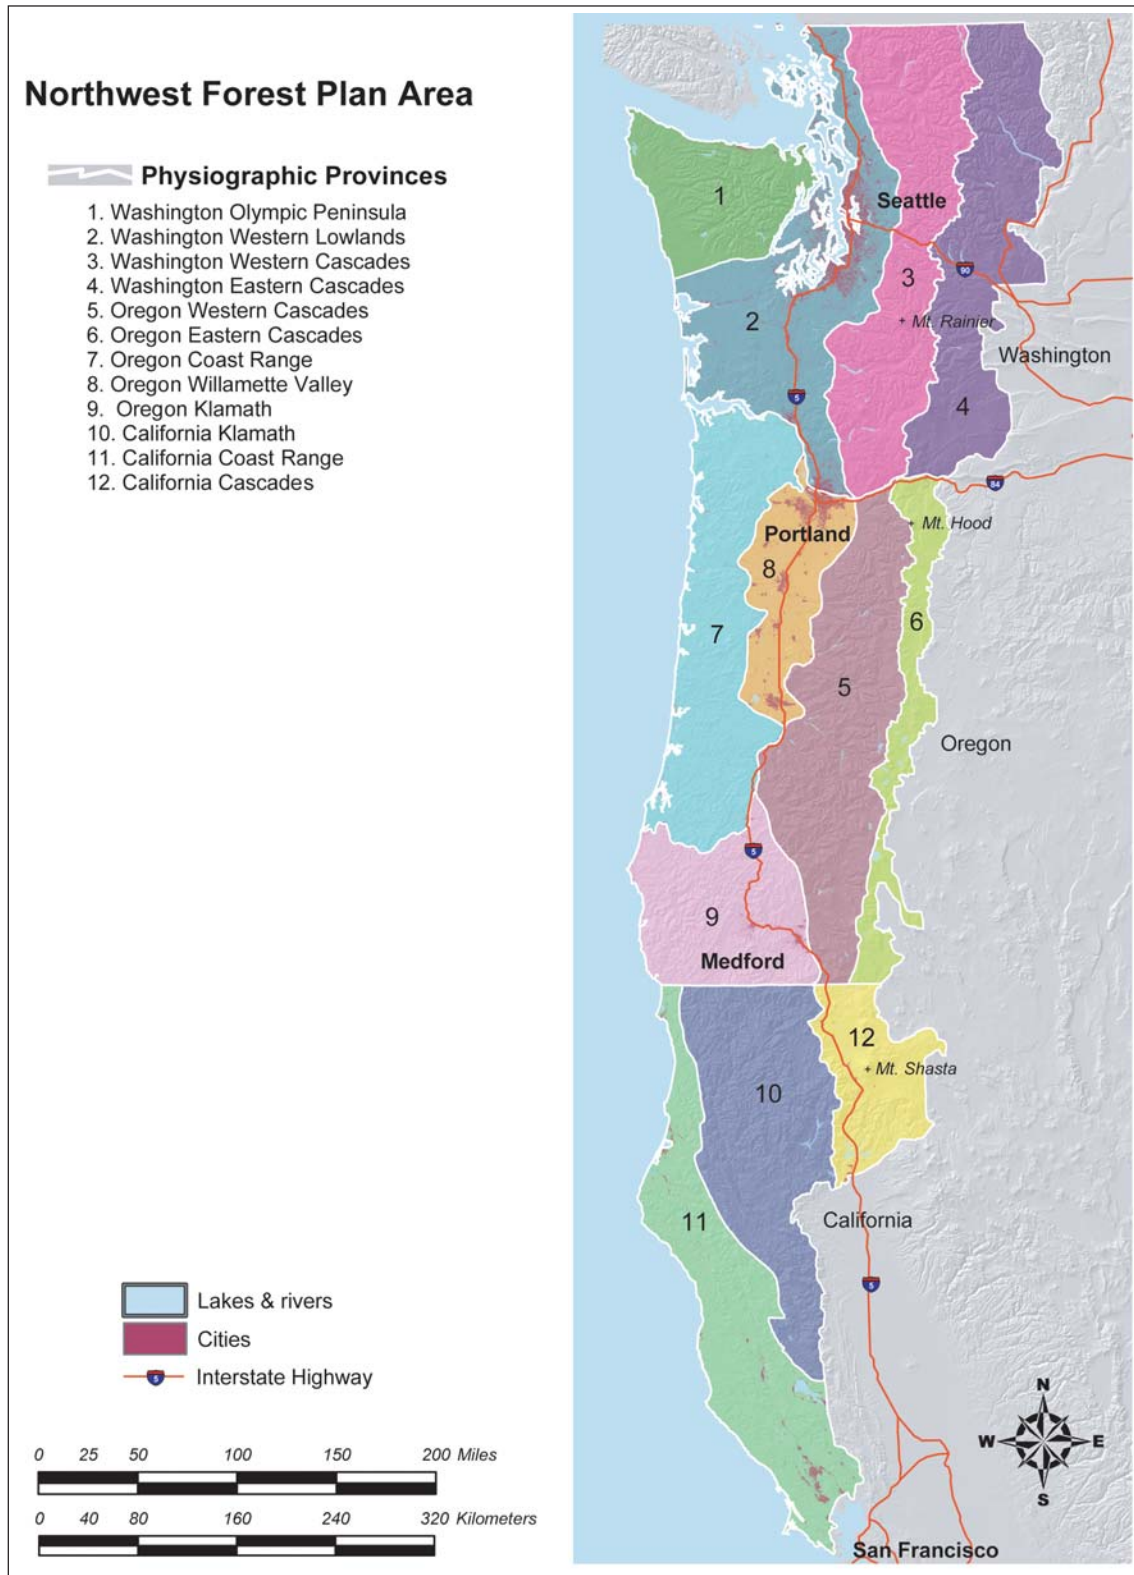 Northwest Forest Plan Area
Physiographic Provinces
1. Washington Olympic Peninsula
2. Washington Western Lowlands
3. Washington Western Cascades
4. Washington Eastern Cascades
5. Oregon Western Cascades
6. Oregon Eastern Cascades
7. Oregon Coast Range
8. Oregon Willamette Valley
9. Oregon Klamath
10. California Klamath
11. California Coast Range
12. California Cascades
Lakes & rivers
Cities
5
Interstate Highway
0 25 50 100 150 200 Miles
0 40 80 160 240 320 Kilometers
1
Seattle
90
3
2
Mt. Rainier
Washington
5
4
84
Mt. Hood
Portland
8
6
7
5
Oregon
5
9
Medford
12
Mt. Shasta
10
11
California
5
N
W
E
S
San Francisco